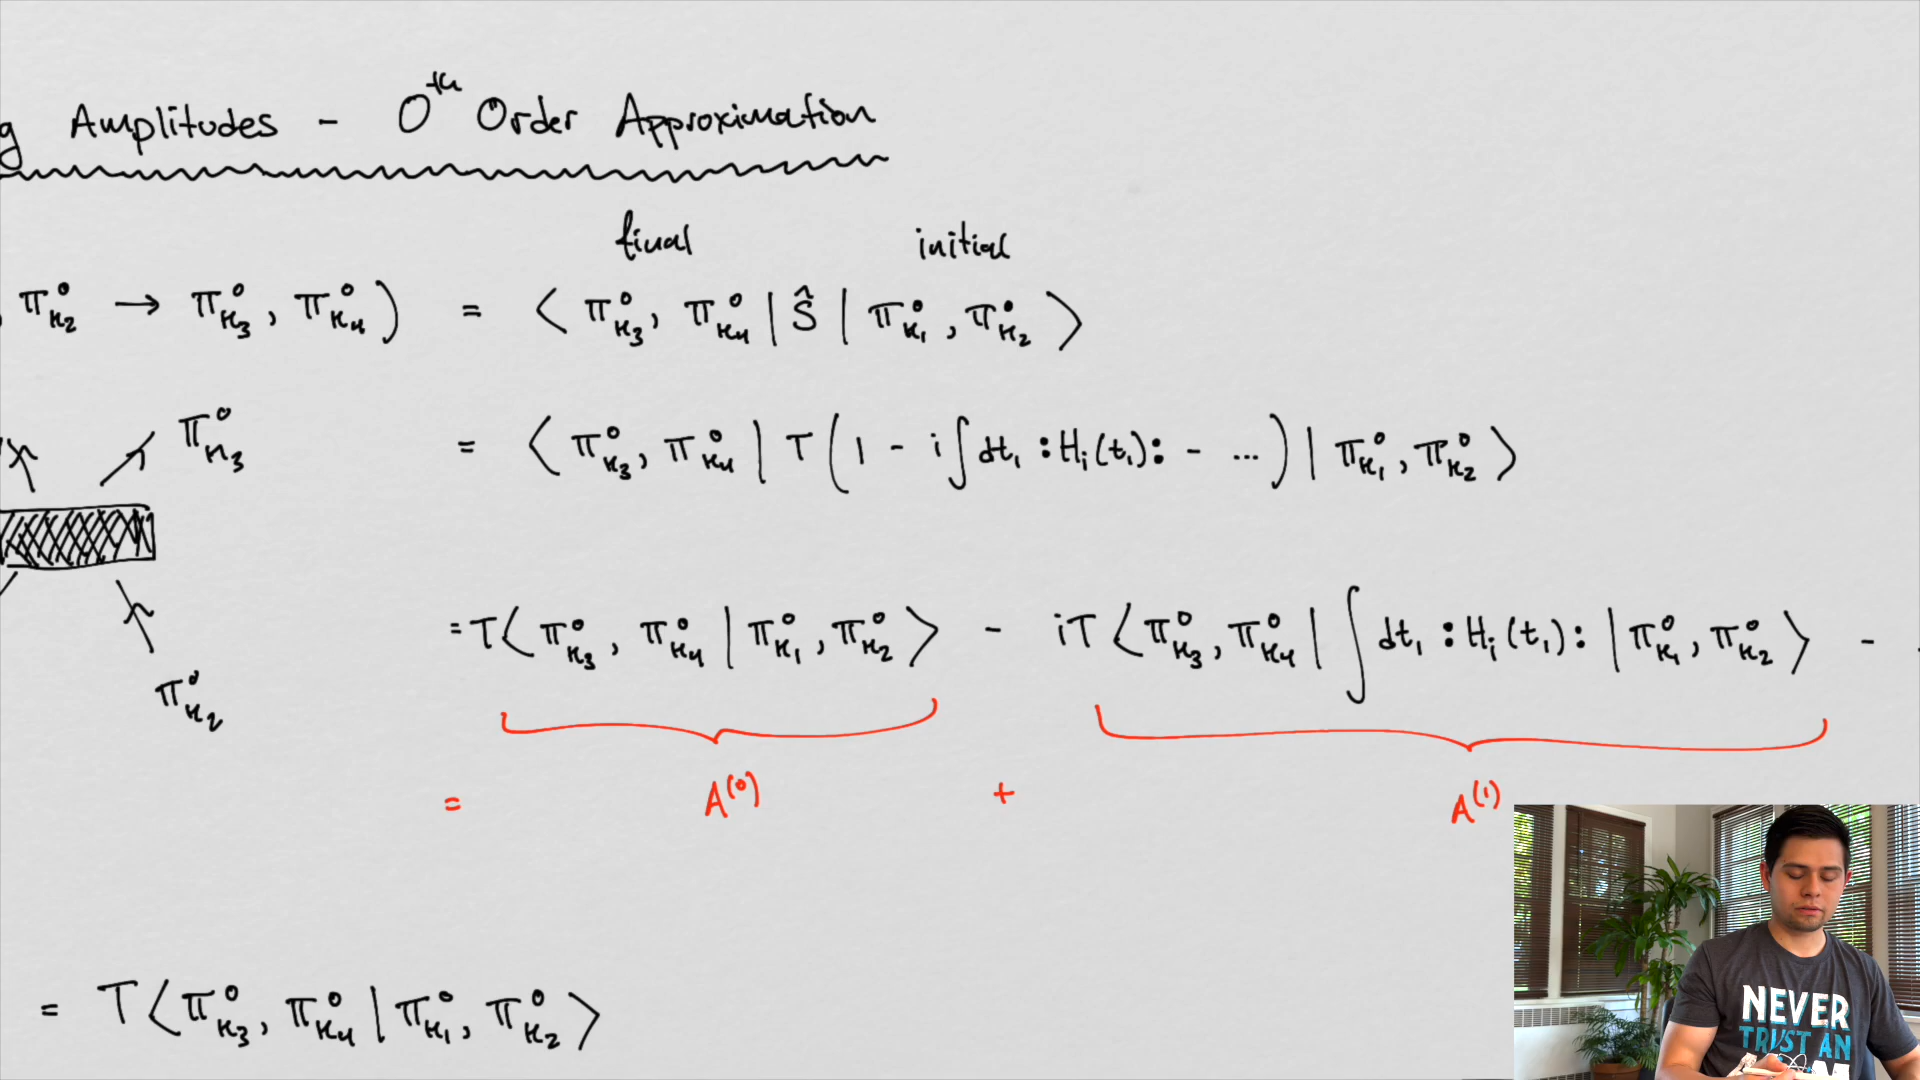 g Amplitudes - 0th Order Approximation
final initial
, π⁰ₖ₂ → π⁰ₖ₃, π⁰ₖ₄) = ⟨ π⁰ₖ₃, π⁰ₖ₄ | Ŝ | π⁰ₖ₁, π⁰ₖ₂ ⟩
π⁰ₖ₃
= ⟨ π⁰ₖ₃, π⁰ₖ₄ | T ( 1 - i ∫ dt₁ :Hᵢ(t₁): - ... ) | π⁰ₖ₁, π⁰ₖ₂ ⟩
= T⟨ π⁰ₖ₃, π⁰ₖ₄ | π⁰ₖ₁, π⁰ₖ₂ ⟩ - iT ⟨ π⁰ₖ₃, π⁰ₖ₄ | ∫ dt₁ :Hᵢ(t₁): | π⁰ₖ₁, π⁰ₖ₂ ⟩ -
π⁰ₖ₂
= A⁽⁰⁾ + A⁽¹⁾
= T⟨ π⁰ₖ₃, π⁰ₖ₄ | π⁰ₖ₁, π⁰ₖ₂ ⟩
NEVER
TRUST AN